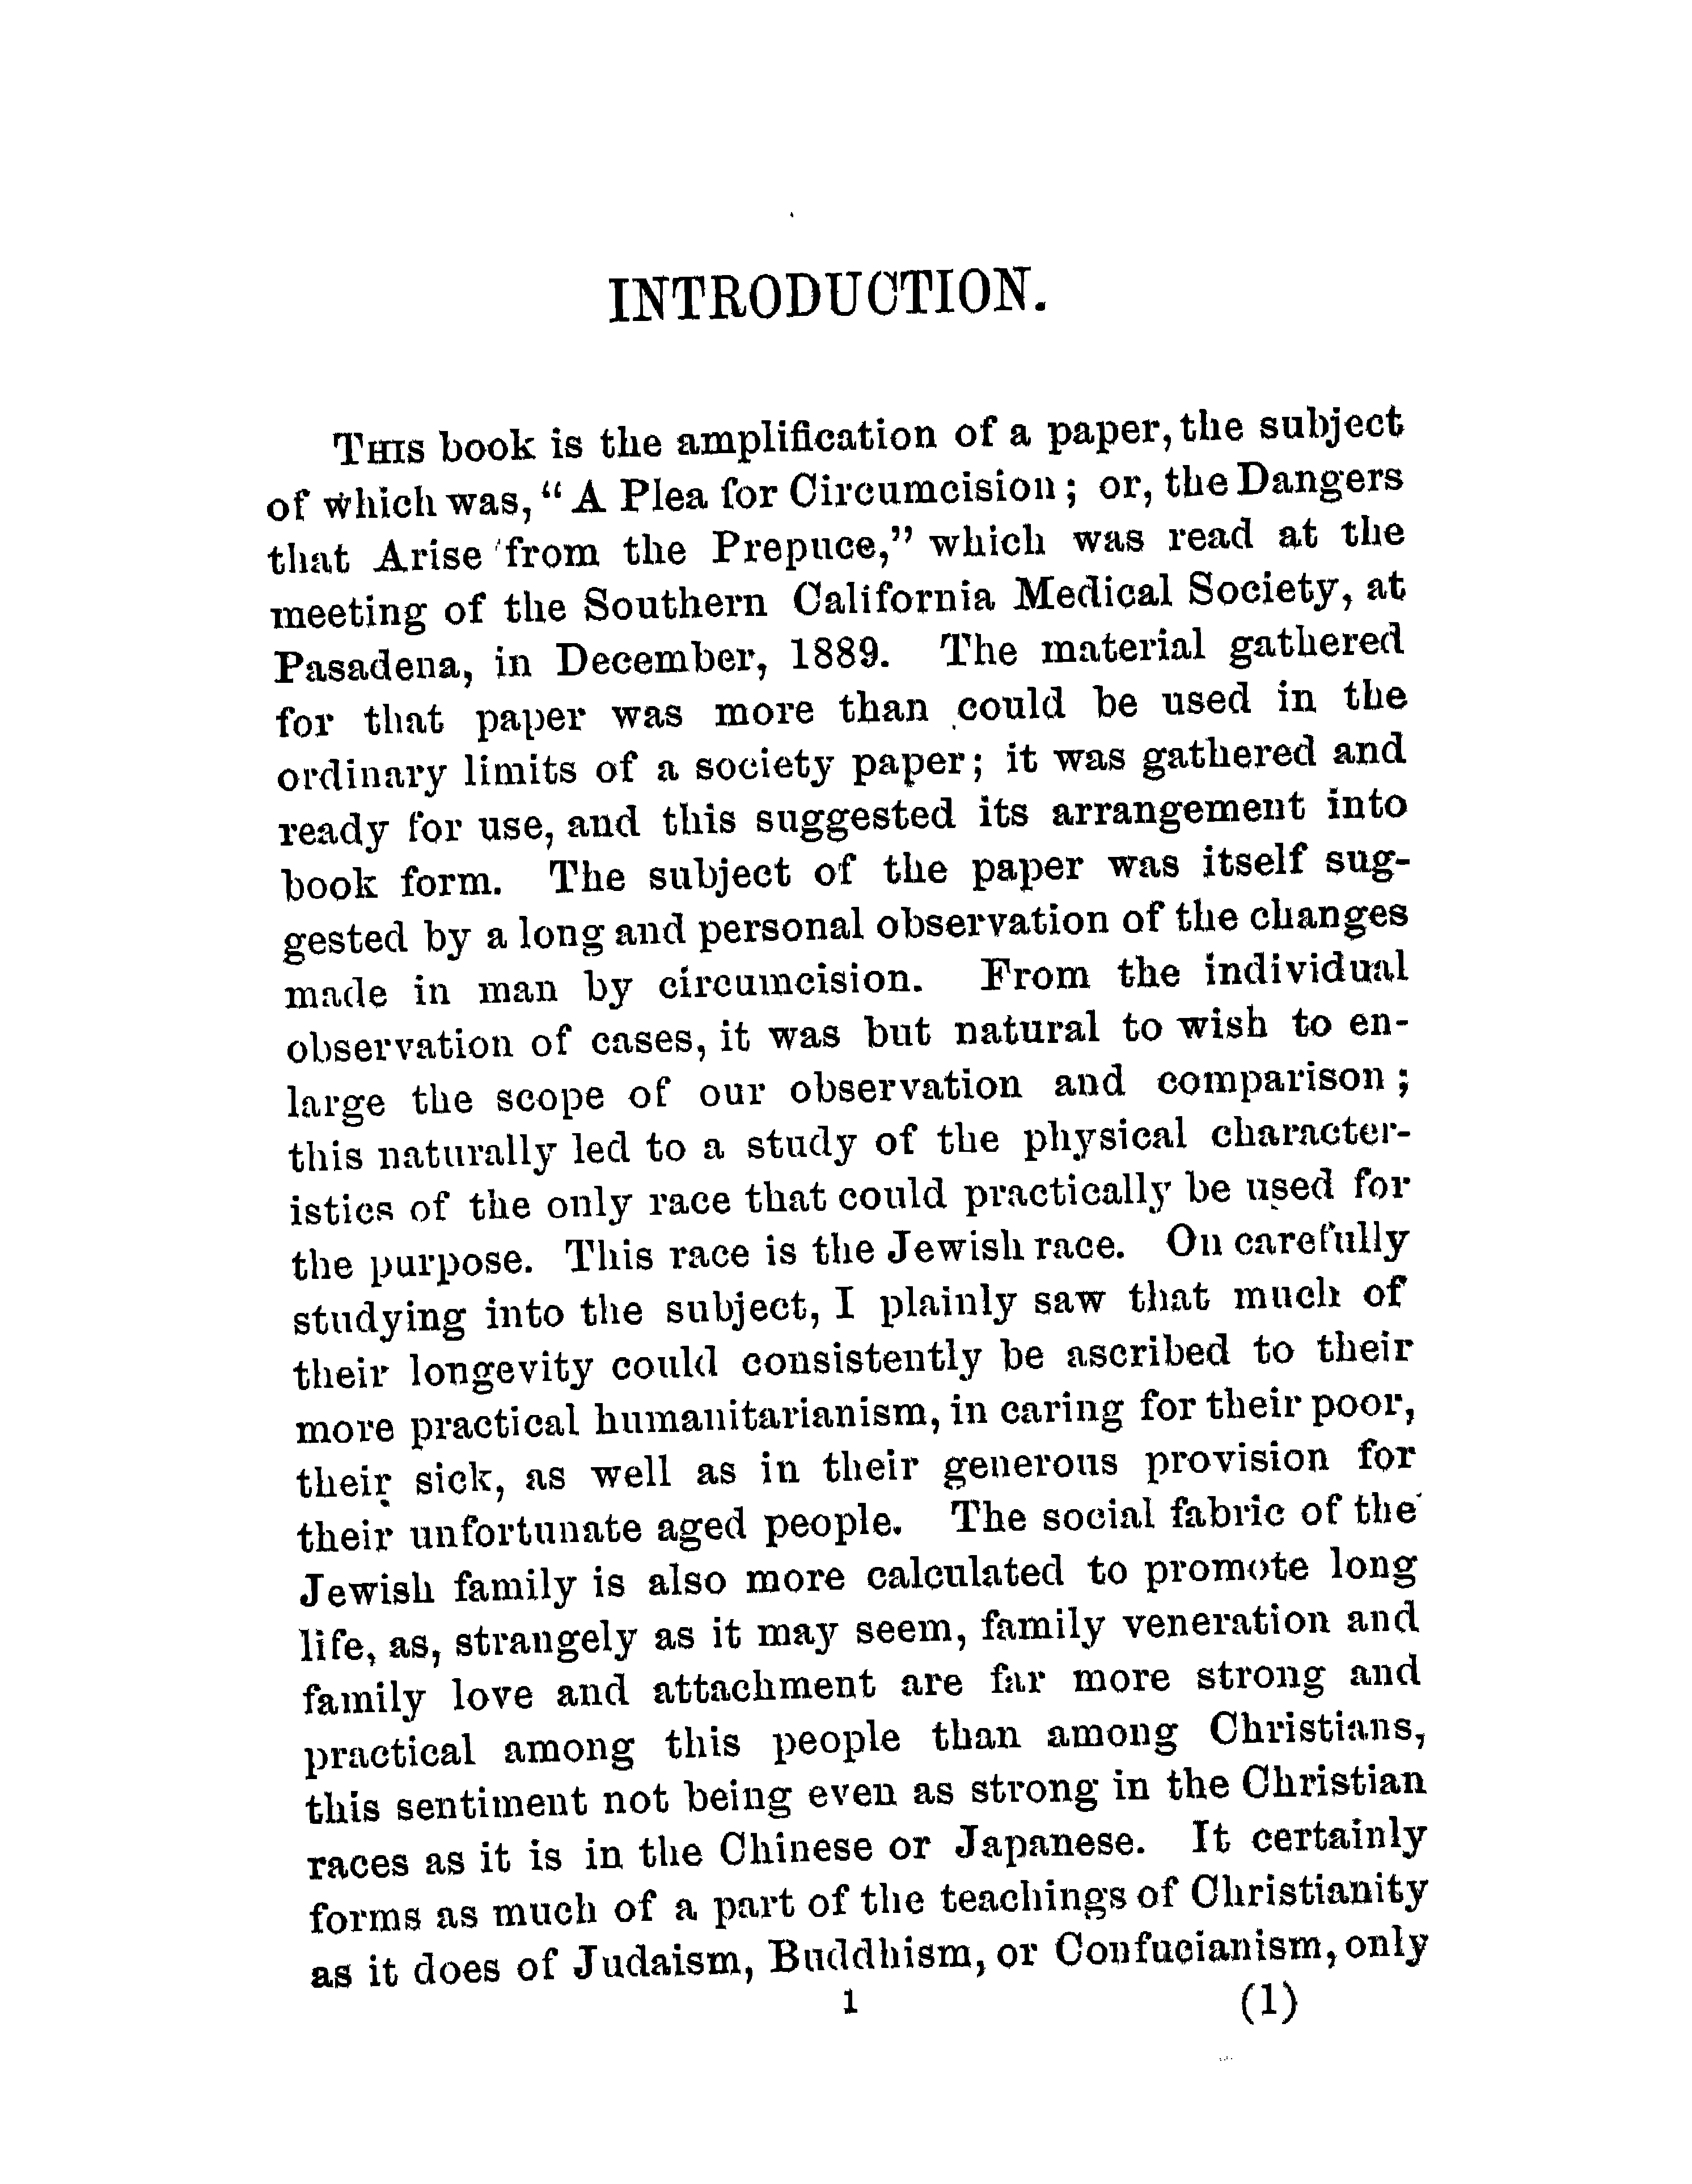 INTRODUCTION.
THIS book is the amplification of a paper, the subject
of which was, "A Plea for Circumcision; or, the Dangers
that Arise from the Prepuce," which was read at the
meeting of the Southern California Medical Society, at
Pasadena, in December, 1889. The material gathered
for that paper was more than could be used in the
ordinary limits of a society paper; it was gathered and
ready for use, and this suggested its arrangement into
book form. The subject of the paper was itself sug-
gested by a long and personal observation of the changes
made in man by circumcision. From the individual
observation of cases, it was but natural to wish to en-
large the scope of our observation and comparison;
this naturally led to a study of the physical character-
istics of the only race that could practically be used for
the purpose. This race is the Jewish race. On carefully
studying into the subject, I plainly saw that much of
their longevity could consistently be ascribed to their
more practical humanitarianism, in caring for their poor,
their sick, as well as in their generous provision for
their unfortunate aged people. The social fabric of the
Jewish family is also more calculated to promote long
life, as, strangely as it may seem, family veneration and
family love and attachment are far more strong and
practical among this people than among Christians,
this sentiment not being even as strong in the Christian
races as it is in the Chinese or Japanese. It certainly
forms as much of a part of the teachings of Christianity
as it does of Judaism, Buddhism, or Confucianism, only
1 (1)